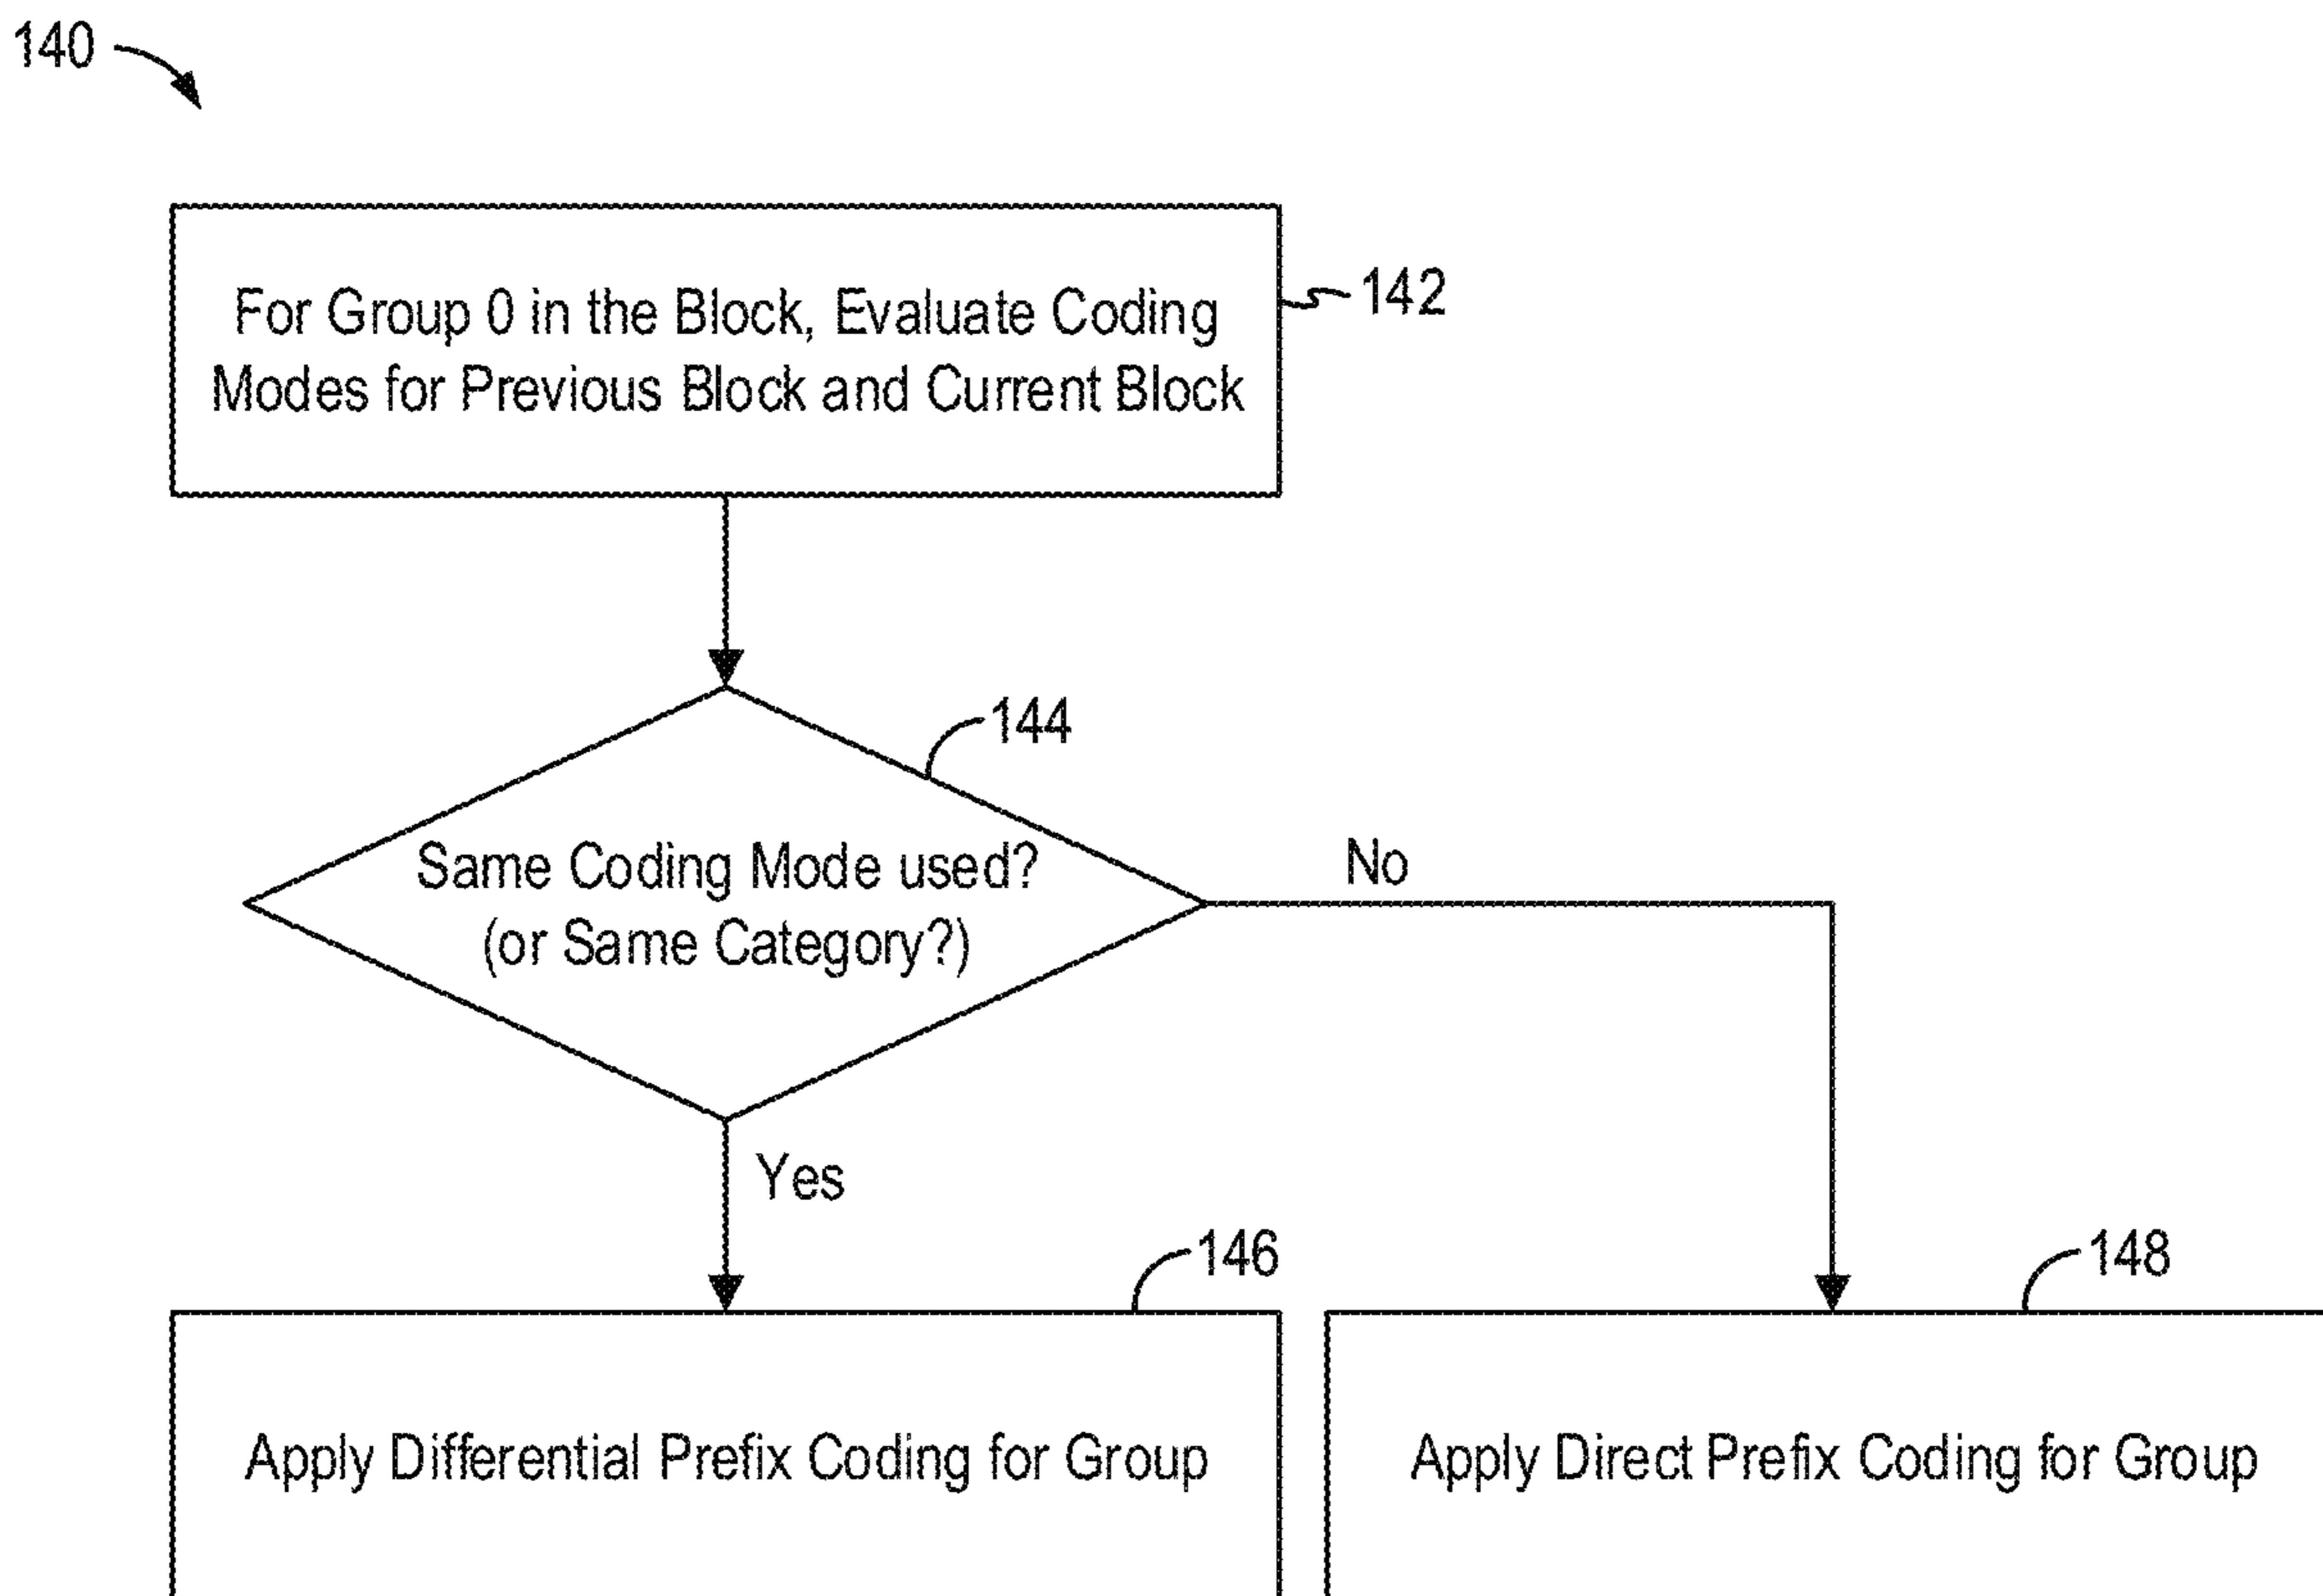 140
For Group 0 in the Block, Evaluate Coding
Modes for Previous Block and Current Block
142
144
Same Coding Mode used?
(or Same Category?)
No
Yes
146
148
Apply Differential Prefix Coding for Group
Apply Direct Prefix Coding for Group